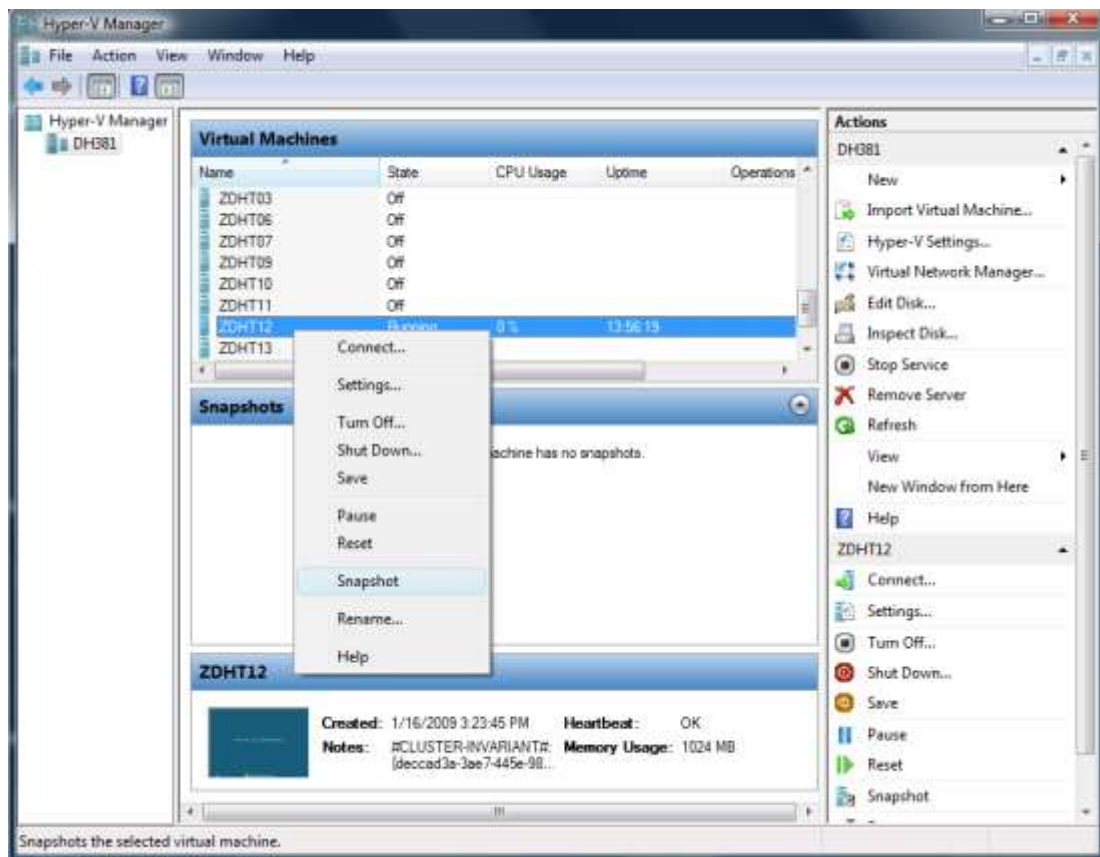 Hyper-V Manager
File Action View Window Help
Hyper-V Manager
DH381
Virtual Machines
Name State CPU Usage Uptime Operations
ZDHT03 Off
ZDHT06 Off
ZDHT07 Off
ZDHT09 Off
ZDHT10 Off
ZDHT11 Off
ZDHT12 Running 0 % 13:56:19
ZDHT13
Connect...
Settings...
Turn Off...
Shut Down...
Save
Pause
Reset
Snapshot
Rename...
Help
Snapshots
achine has no snapshots.
ZDHT12
Created: 1/16/2009 3:23:45 PM Heartbeat: OK
Notes: #CLUSTER-INVARIANT#: Memory Usage: 1024 MB
{deccad3a-3ae7-445e-98...
Actions
DH381
New
Import Virtual Machine...
Hyper-V Settings...
Virtual Network Manager...
Edit Disk...
Inspect Disk...
Stop Service
Remove Server
Refresh
View
New Window from Here
Help
ZDHT12
Connect...
Settings...
Turn Off...
Shut Down...
Save
Pause
Reset
Snapshot
Snapshots the selected virtual machine.